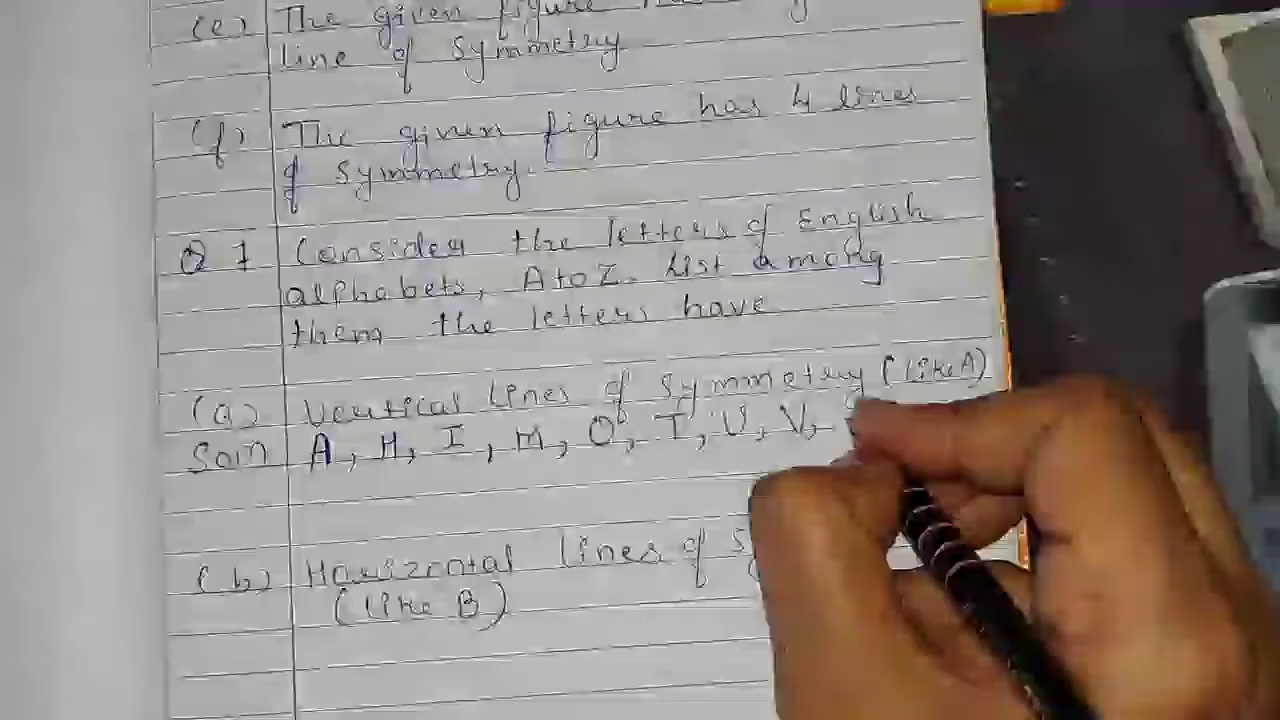 (e) The given figure
line of symmetry
(f) The given figure has 4 lines
of symmetry.
Q 1 Consider the letters of English
alphabets, A to Z. List among
them the letters have
(a) Vertical lines of symmetry (like A)
Soln A, H, I, M, O, T, U, V,
(b) Horizontal lines of
(like B)